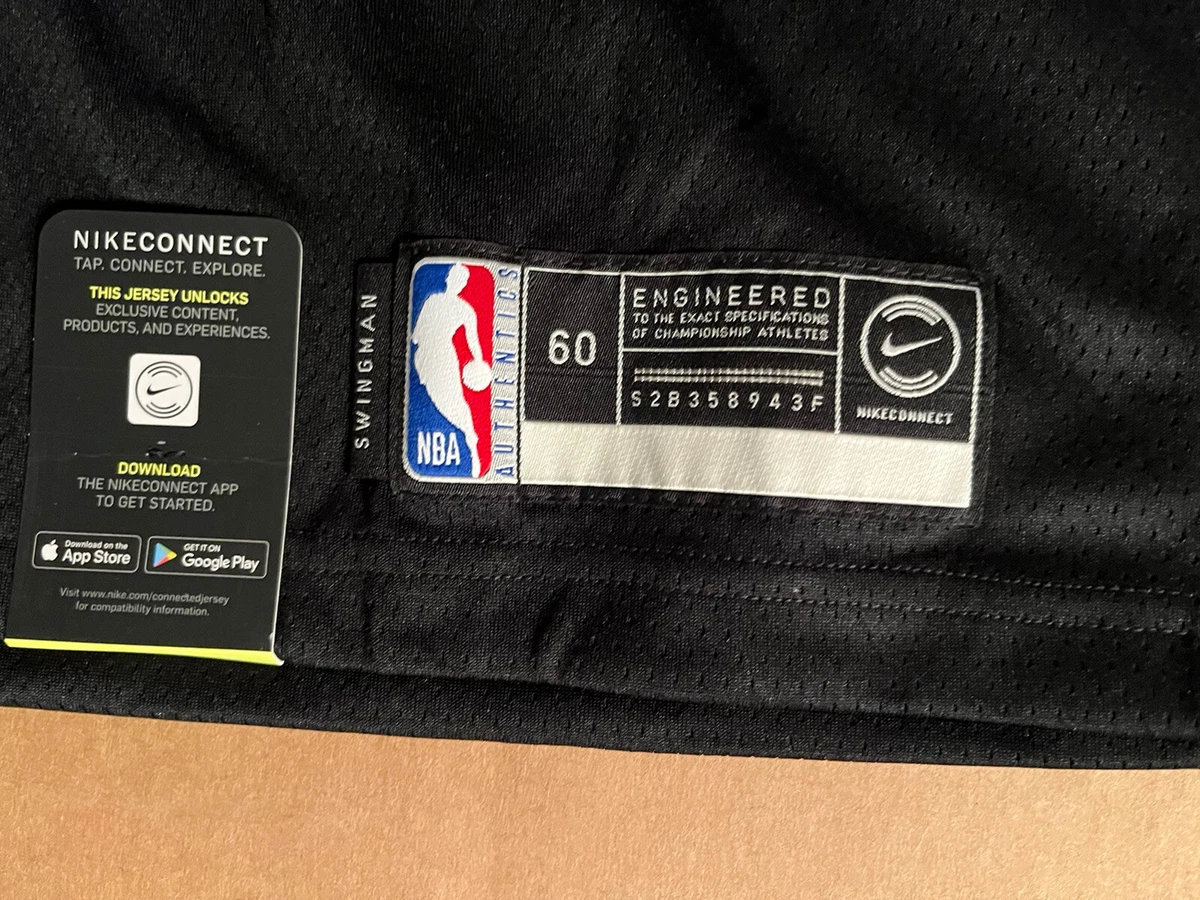 NIKECONNECT
TAP. CONNECT. EXPLORE.
THIS JERSEY UNLOCKS
EXCLUSIVE CONTENT,
PRODUCTS, AND EXPERIENCES.
DOWNLOAD
THE NIKECONNECT APP
TO GET STARTED.
Download on the
App Store
GET IT ON
Google Play
Visit www.nike.com/connectedjersey
for compatibility information.
SWINGMAN
NBA
AUTHENTICS
60
ENGINEERED
TO THE EXACT SPECIFICATIONS
OF CHAMPIONSHIP ATHLETES
S2B358943F
NIKECONNECT